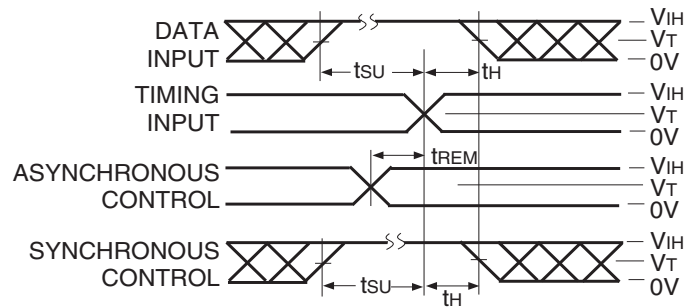 DATA
INPUT
tSU
tH
VIH
VT
0V
TIMING
INPUT
VIH
VT
0V
tREM
ASYNCHRONOUS
CONTROL
VIH
VT
0V
SYNCHRONOUS
CONTROL
tSU
tH
VIH
VT
0V